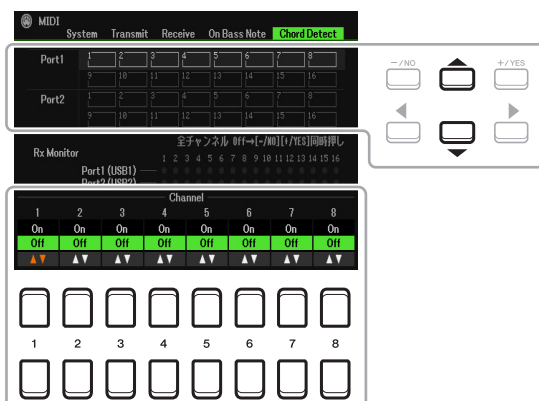 MIDI
System Transmit Receive On Bass Note Chord Detect
Port1 1 2 3 4 5 6 7 8
9 10 11 12 13 14 15 16
Port2 1 2 3 4 5 6 7 8
9 10 11 12 13 14 15 16
-/NO +/YES
全チャンネル Off→[-/NO][+/YES]同時押し
Rx Monitor 1 2 3 4 5 6 7 8 9 10 11 12 13 14 15 16
Port1 (USB1)
Port2 (USB2)
Channel
1 2 3 4 5 6 7 8
On On On On On On On On
Off Off Off Off Off Off Off Off
1 2 3 4 5 6 7 8